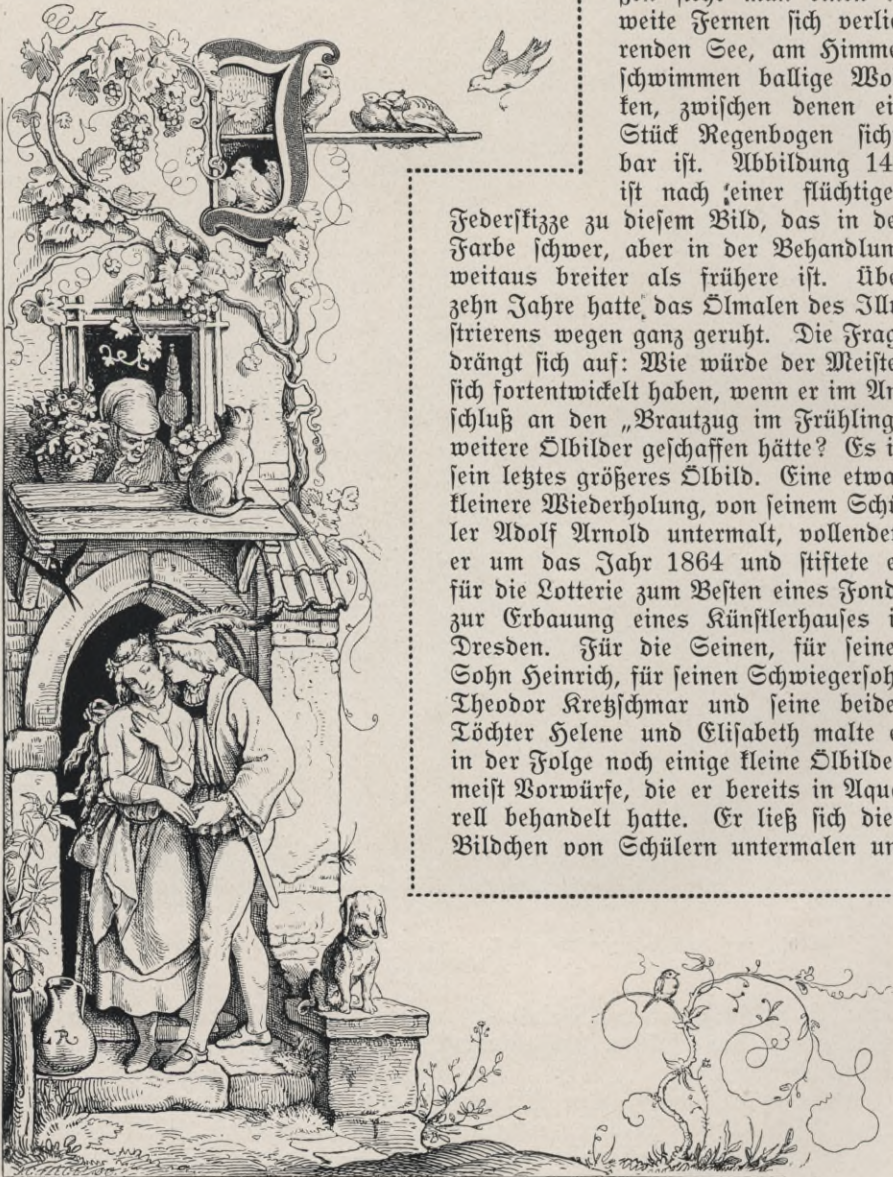 weite Fernen sich verlie
renden See, am Himme
schwimmen ballige Wol
ken, zwischen denen ei
Stück Regenbogen sich
bar ist. Abbildung 14
ist nach einer flüchtige
Federskizze zu diesem Bild, das in de
Farbe schwer, aber in der Behandlun
weitaus breiter als frühere ist. Übe
zehn Jahre hatte das Ölmalen des Illu
strierens wegen ganz geruht. Die Frag
drängt sich auf: Wie würde der Meiste
sich fortentwickelt haben, wenn er im An
schluß an den „Brautzug im Frühling
weitere Ölbilder geschaffen hätte? Es i
sein letztes größeres Ölbild. Eine etwa
kleinere Wiederholung, von seinem Schü
ler Adolf Arnold untermalt, vollende
er um das Jahr 1864 und stiftete e
für die Lotterie zum Besten eines Fond
zur Erbauung eines Künstlerhauses i
Dresden. Für die Seinen, für seine
Sohn Heinrich, für seinen Schwiegersoh
Theodor Kretzschmar und seine beide
Töchter Helene und Elisabeth malte e
in der Folge noch einige kleine Ölbilde
meist Vorwürfe, die er bereits in Aqua
rell behandelt hatte. Er ließ sich die
Bildchen von Schülern untermalen un
J
R